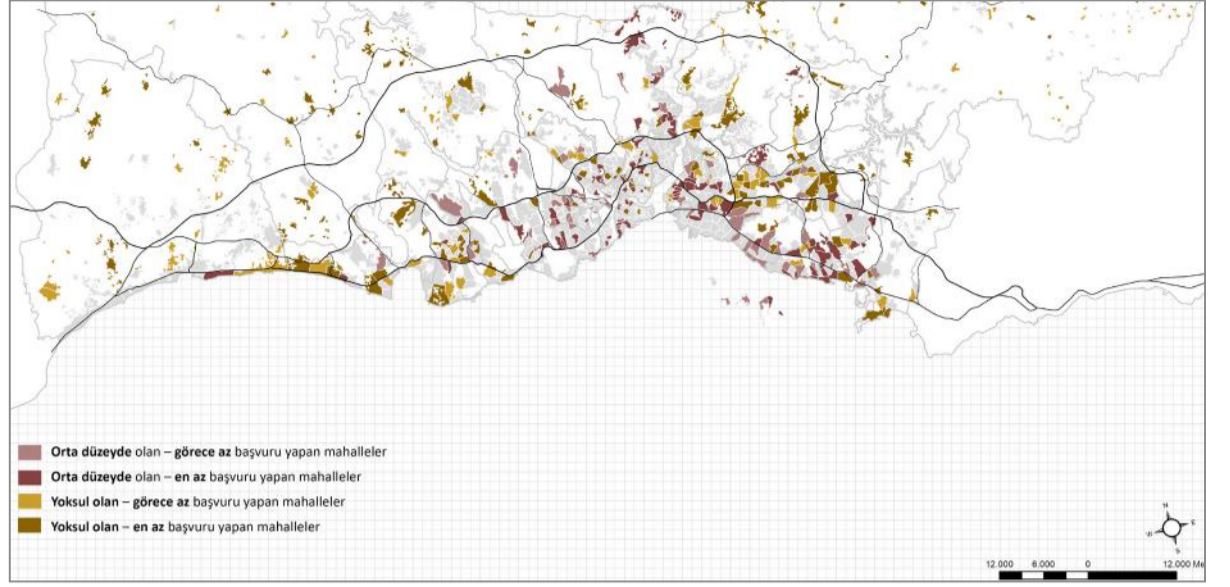 Orta düzeyde olan – görece az başvuru yapan mahalleler
Orta düzeyde olan – en az başvuru yapan mahalleler
Yoksul olan – görece az başvuru yapan mahalleler
Yoksul olan – en az başvuru yapan mahalleler
N
E
W
S
12.000 6.000 0 12.000 Me